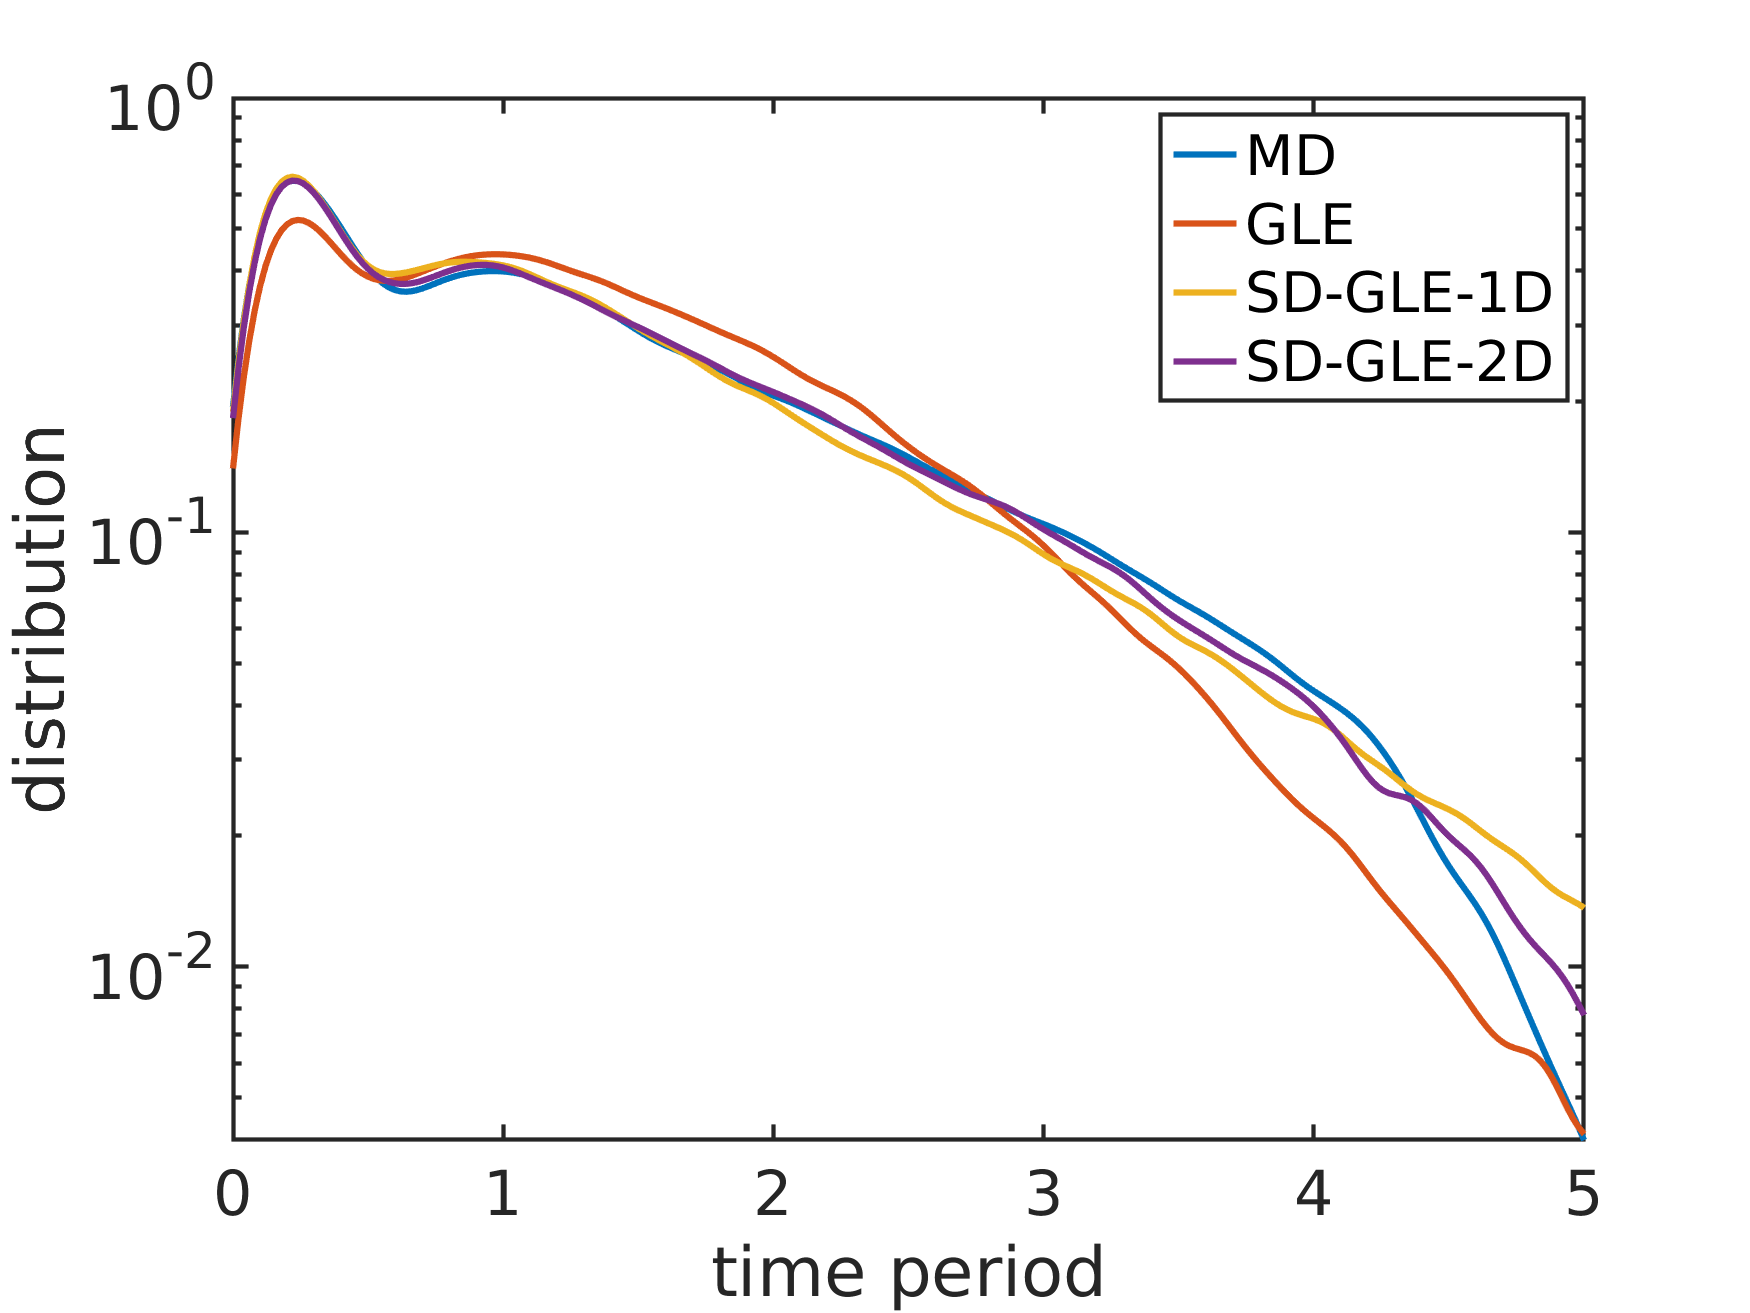 10^0
10^-1
10^-2
distribution
MD
GLE
SD-GLE-1D
SD-GLE-2D
0 1 2 3 4 5
time period